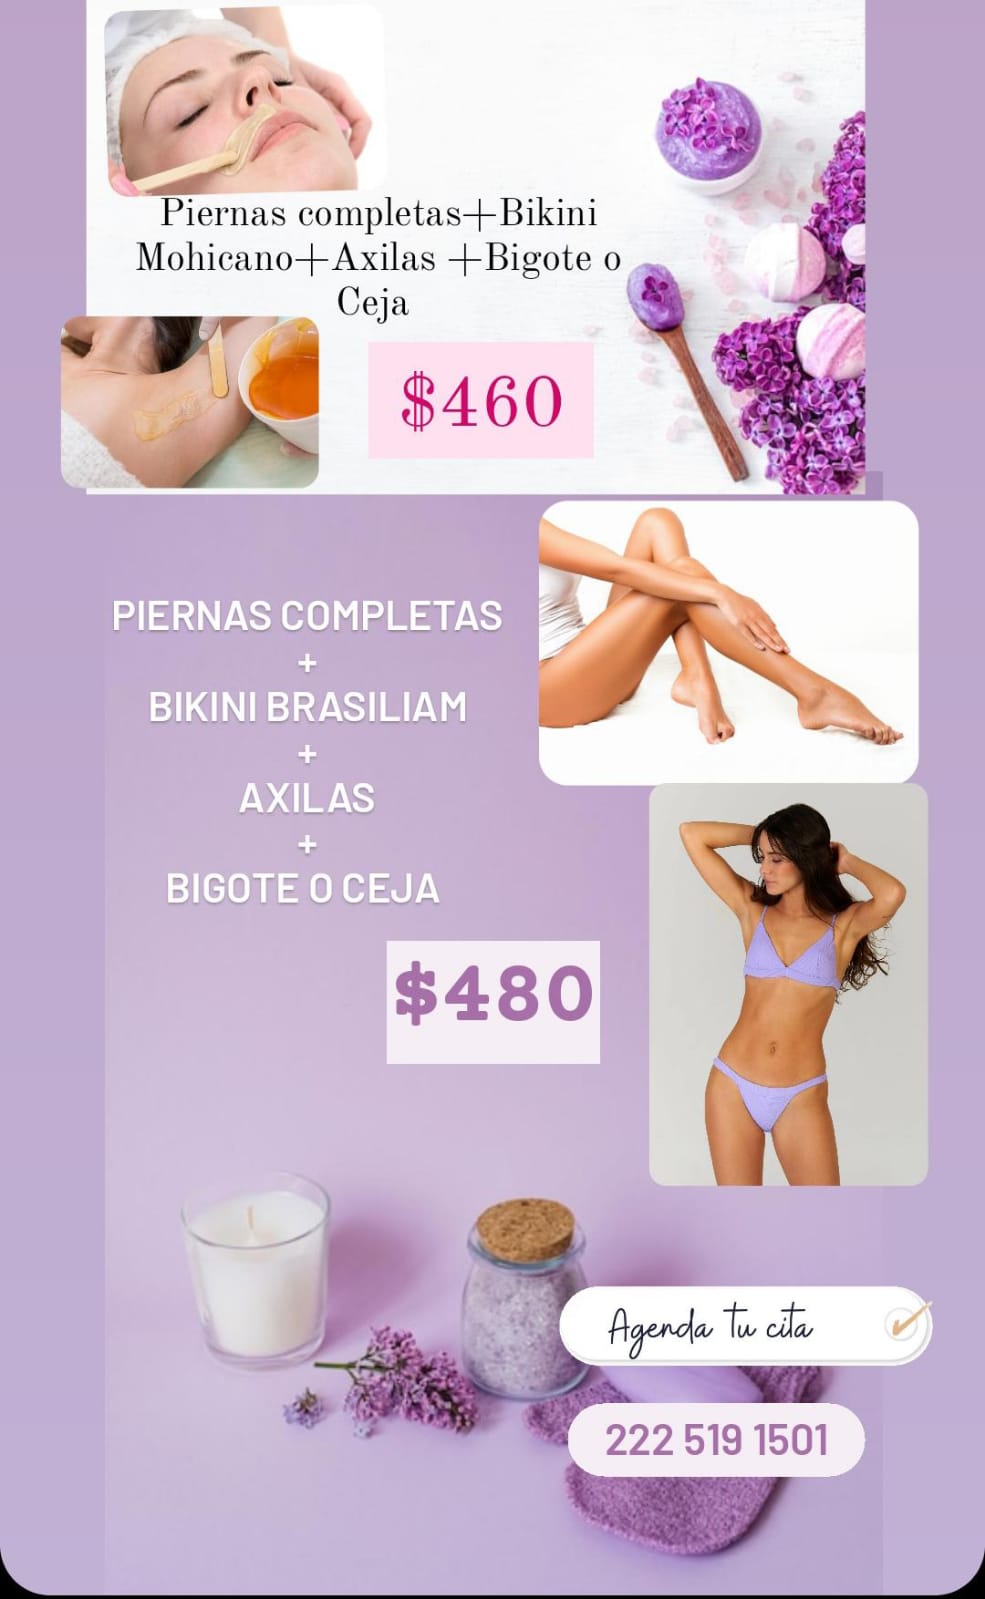 Piernas completas+Bikini
Mohicano+Axilas +Bigote o
Ceja
$460
PIERNAS COMPLETAS
+
BIKINI BRASILIAM
+
AXILAS
+
BIGOTE O CEJA
$480
Agenda tu cita
222 519 1501